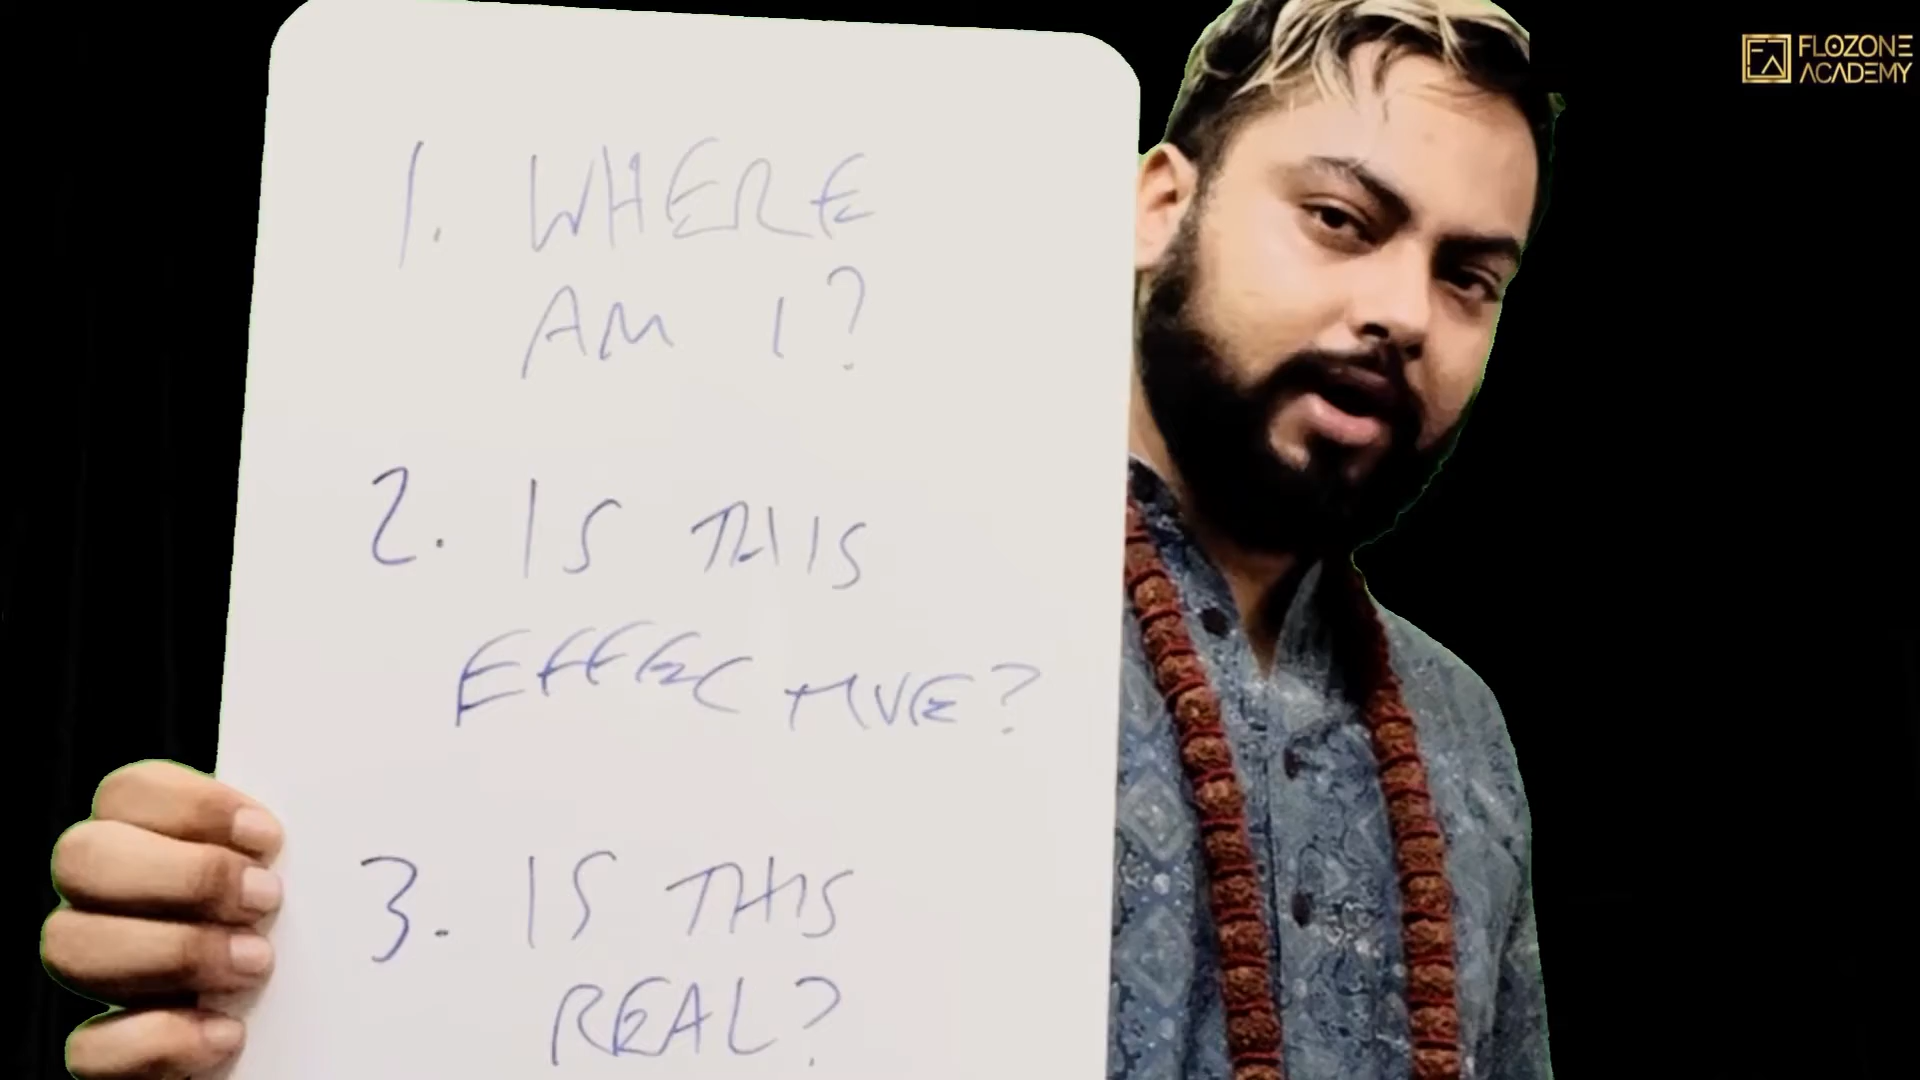 1. WHERE
AM I?
2. IS THIS
EFFECTIVE?
3. IS THIS
REAL?
FLOZONE
ACADEMY